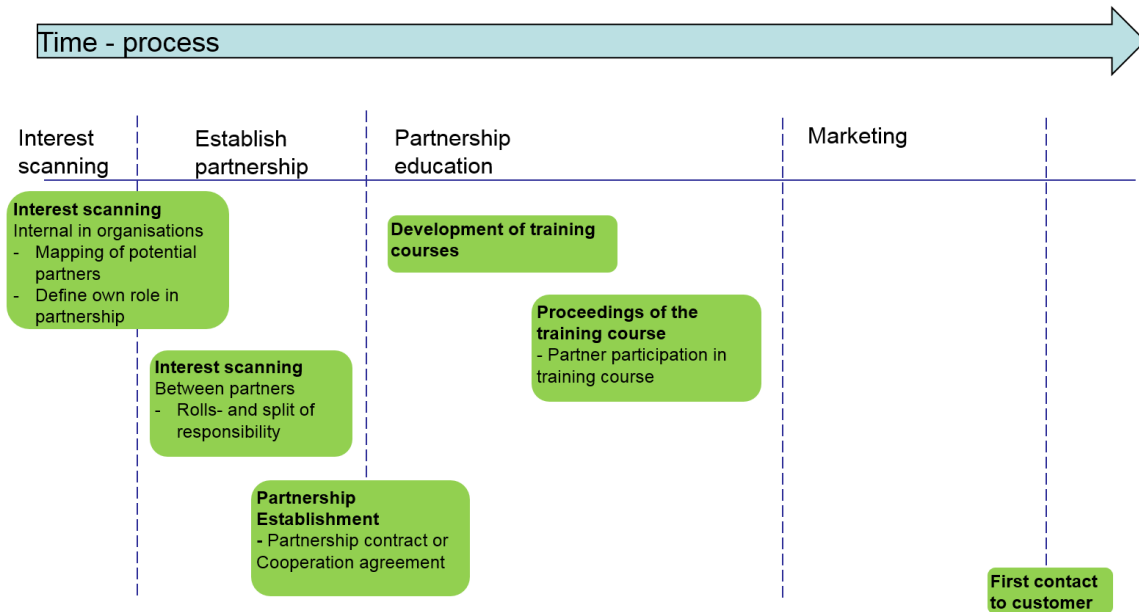 Time - process
Interest
scanning
Establish
partnership
Partnership
education
Marketing
Interest scanning
Internal in organisations
- Mapping of potential
partners
- Define own role in
partnership
Interest scanning
Between partners
- Rolls- and split of
responsibility
Partnership
Establishment
- Partnership contract or
Cooperation agreement
Development of training
courses
Proceedings of the
training course
- Partner participation in
training course
First contact
to customer